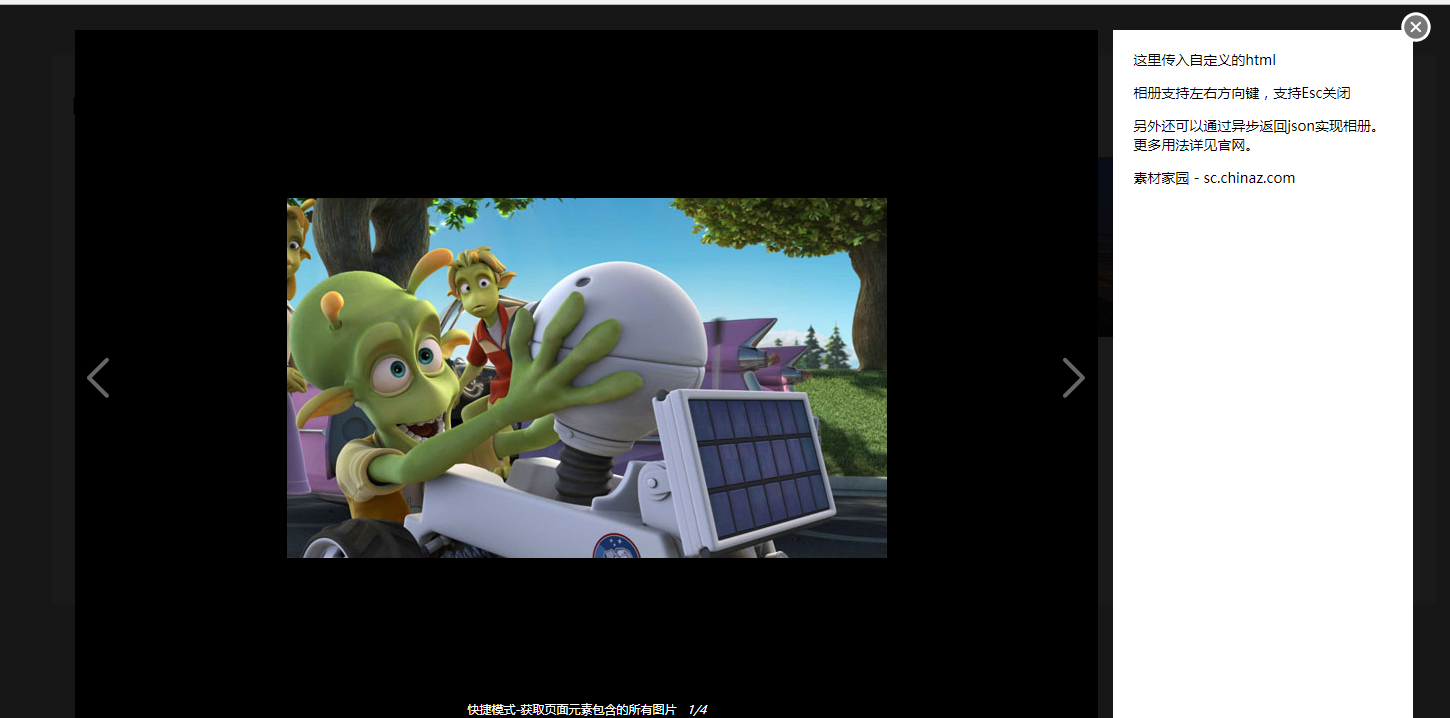 这里传入自定义的html
相册支持左右方向键，支持Esc关闭
另外还可以通过异步返回json实现相册。
更多用法详见官网。
素材家园 - sc.chinaz.com
快捷模式-获取页面元素包含的所有图片 1/4